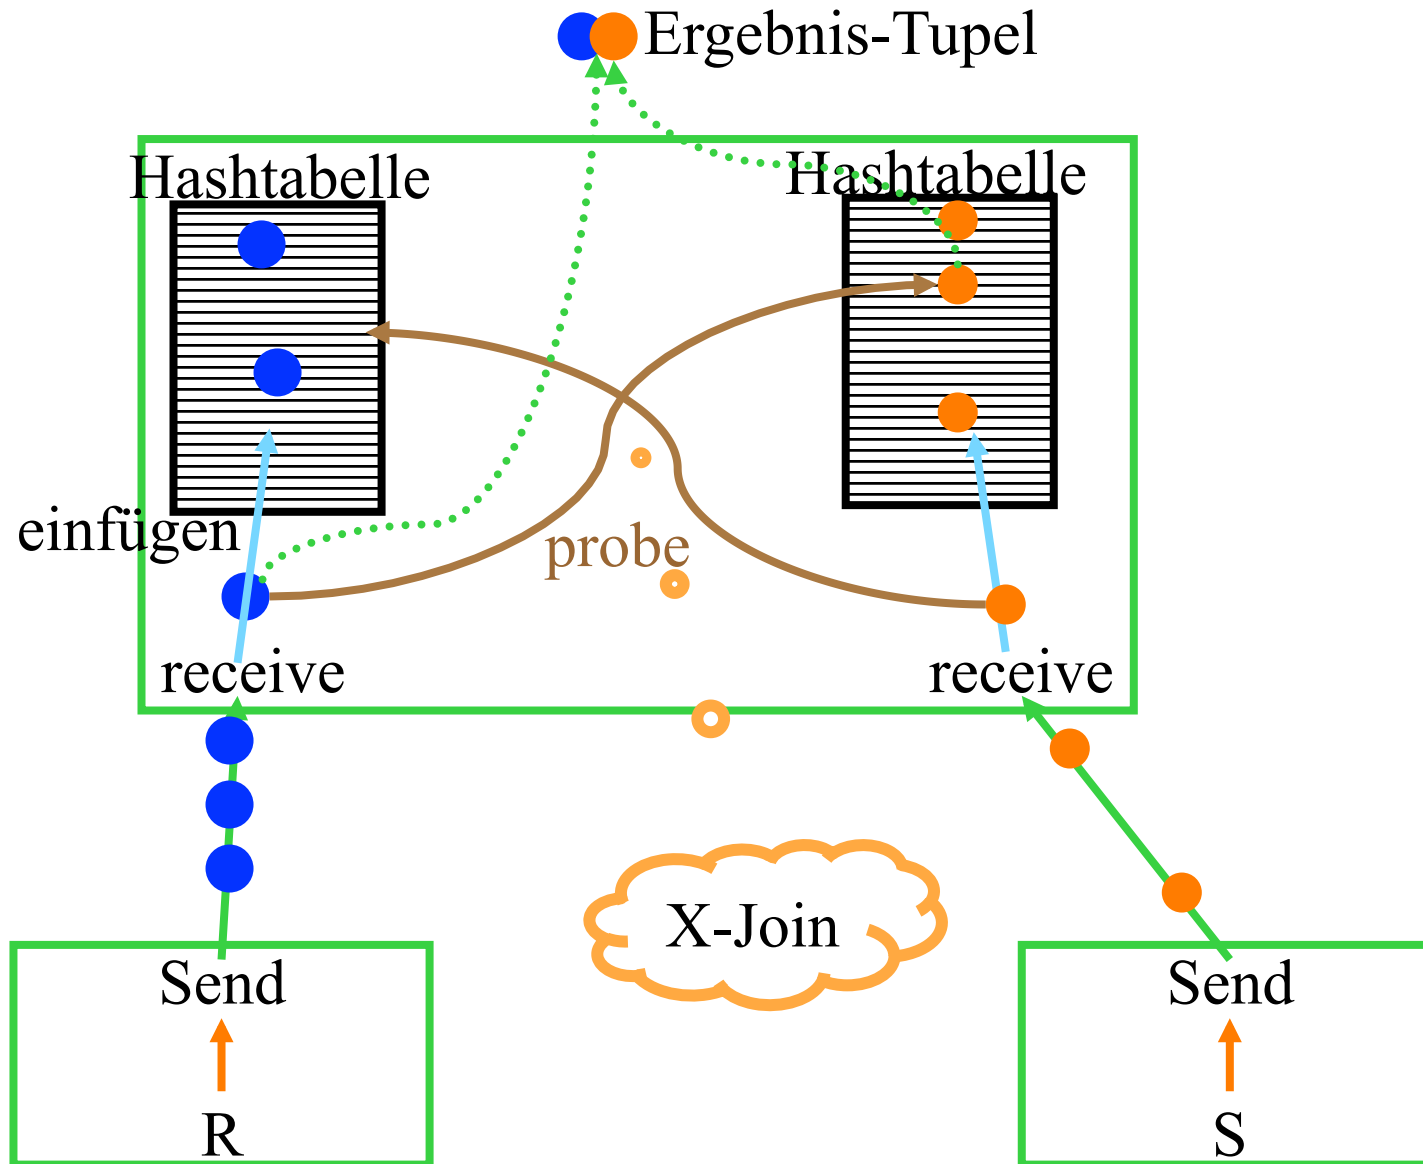 Ergebnis-Tupel
Hashtabelle
Hashtabelle
einfügen
probe
receive
receive
X-Join
Send
Send
R
S